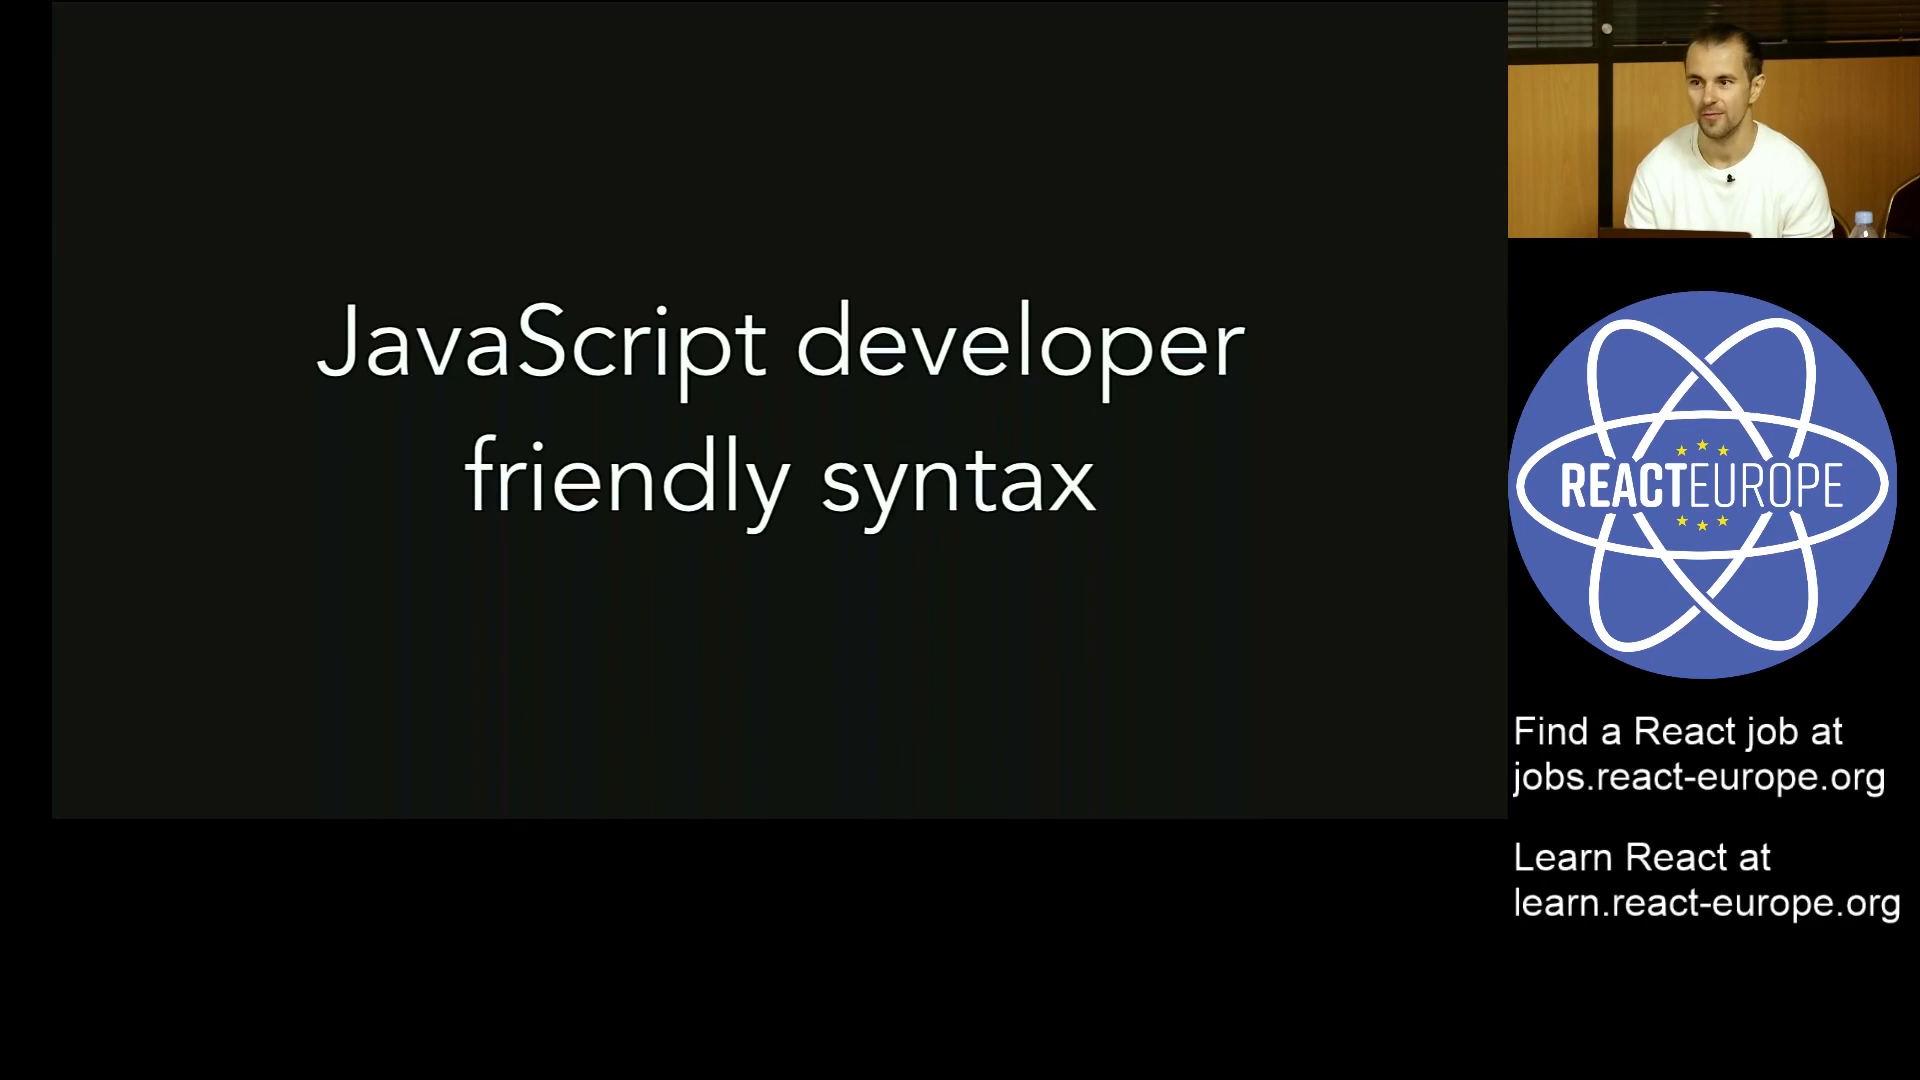 JavaScript developer
friendly syntax
REACTEUROPE
Find a React job at
jobs.react-europe.org
Learn React at
learn.react-europe.org